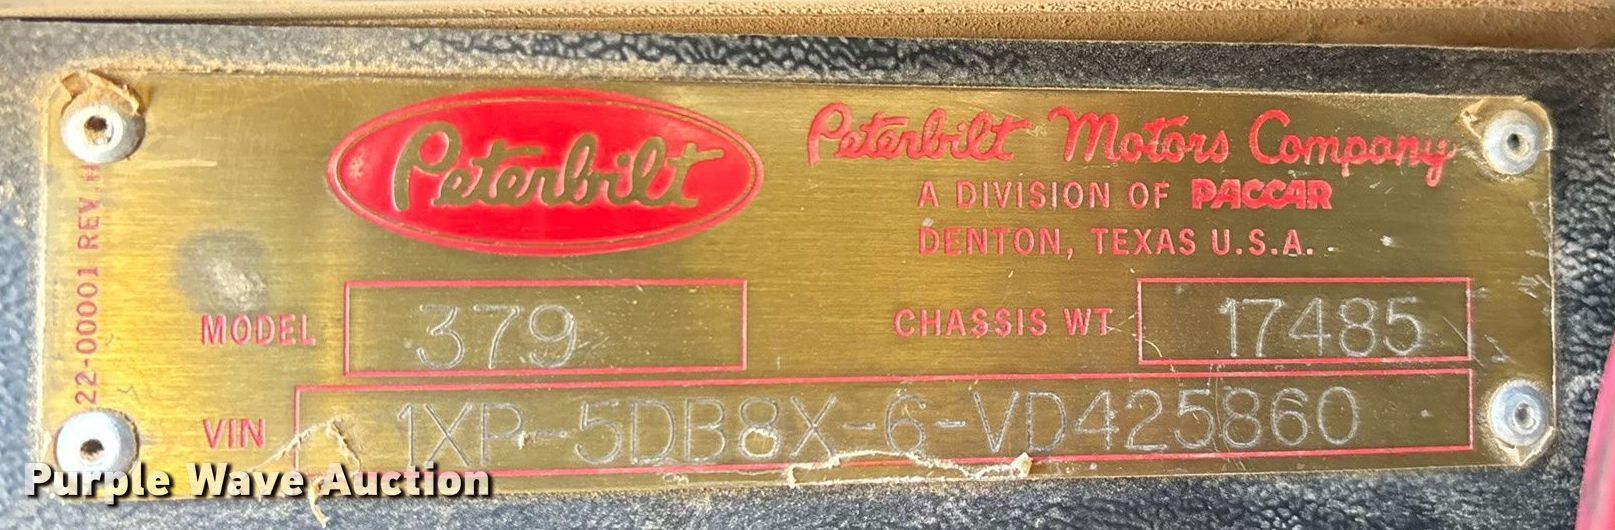 Peterbilt
Peterbilt Motors Company
A DIVISION OF PACCAR
DENTON, TEXAS U.S.A.
22-00001 REV.
MODEL 379
CHASSIS WT 17485
VIN 1XP-5DB8X-6-VD425860
Purple Wave Auction